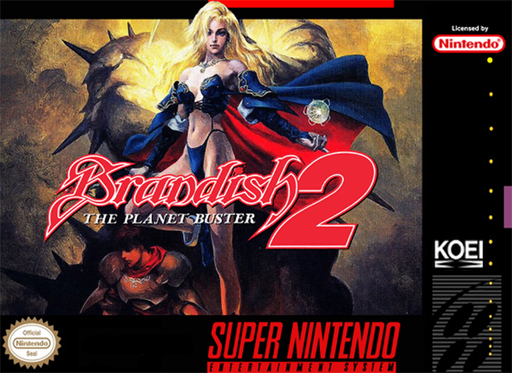 Licensed by
Nintendo
Brandish 2
THE PLANET BUSTER
KOEI
Official
Nintendo
Seal
SUPER NINTENDO
ENTERTAINMENT SYSTEM